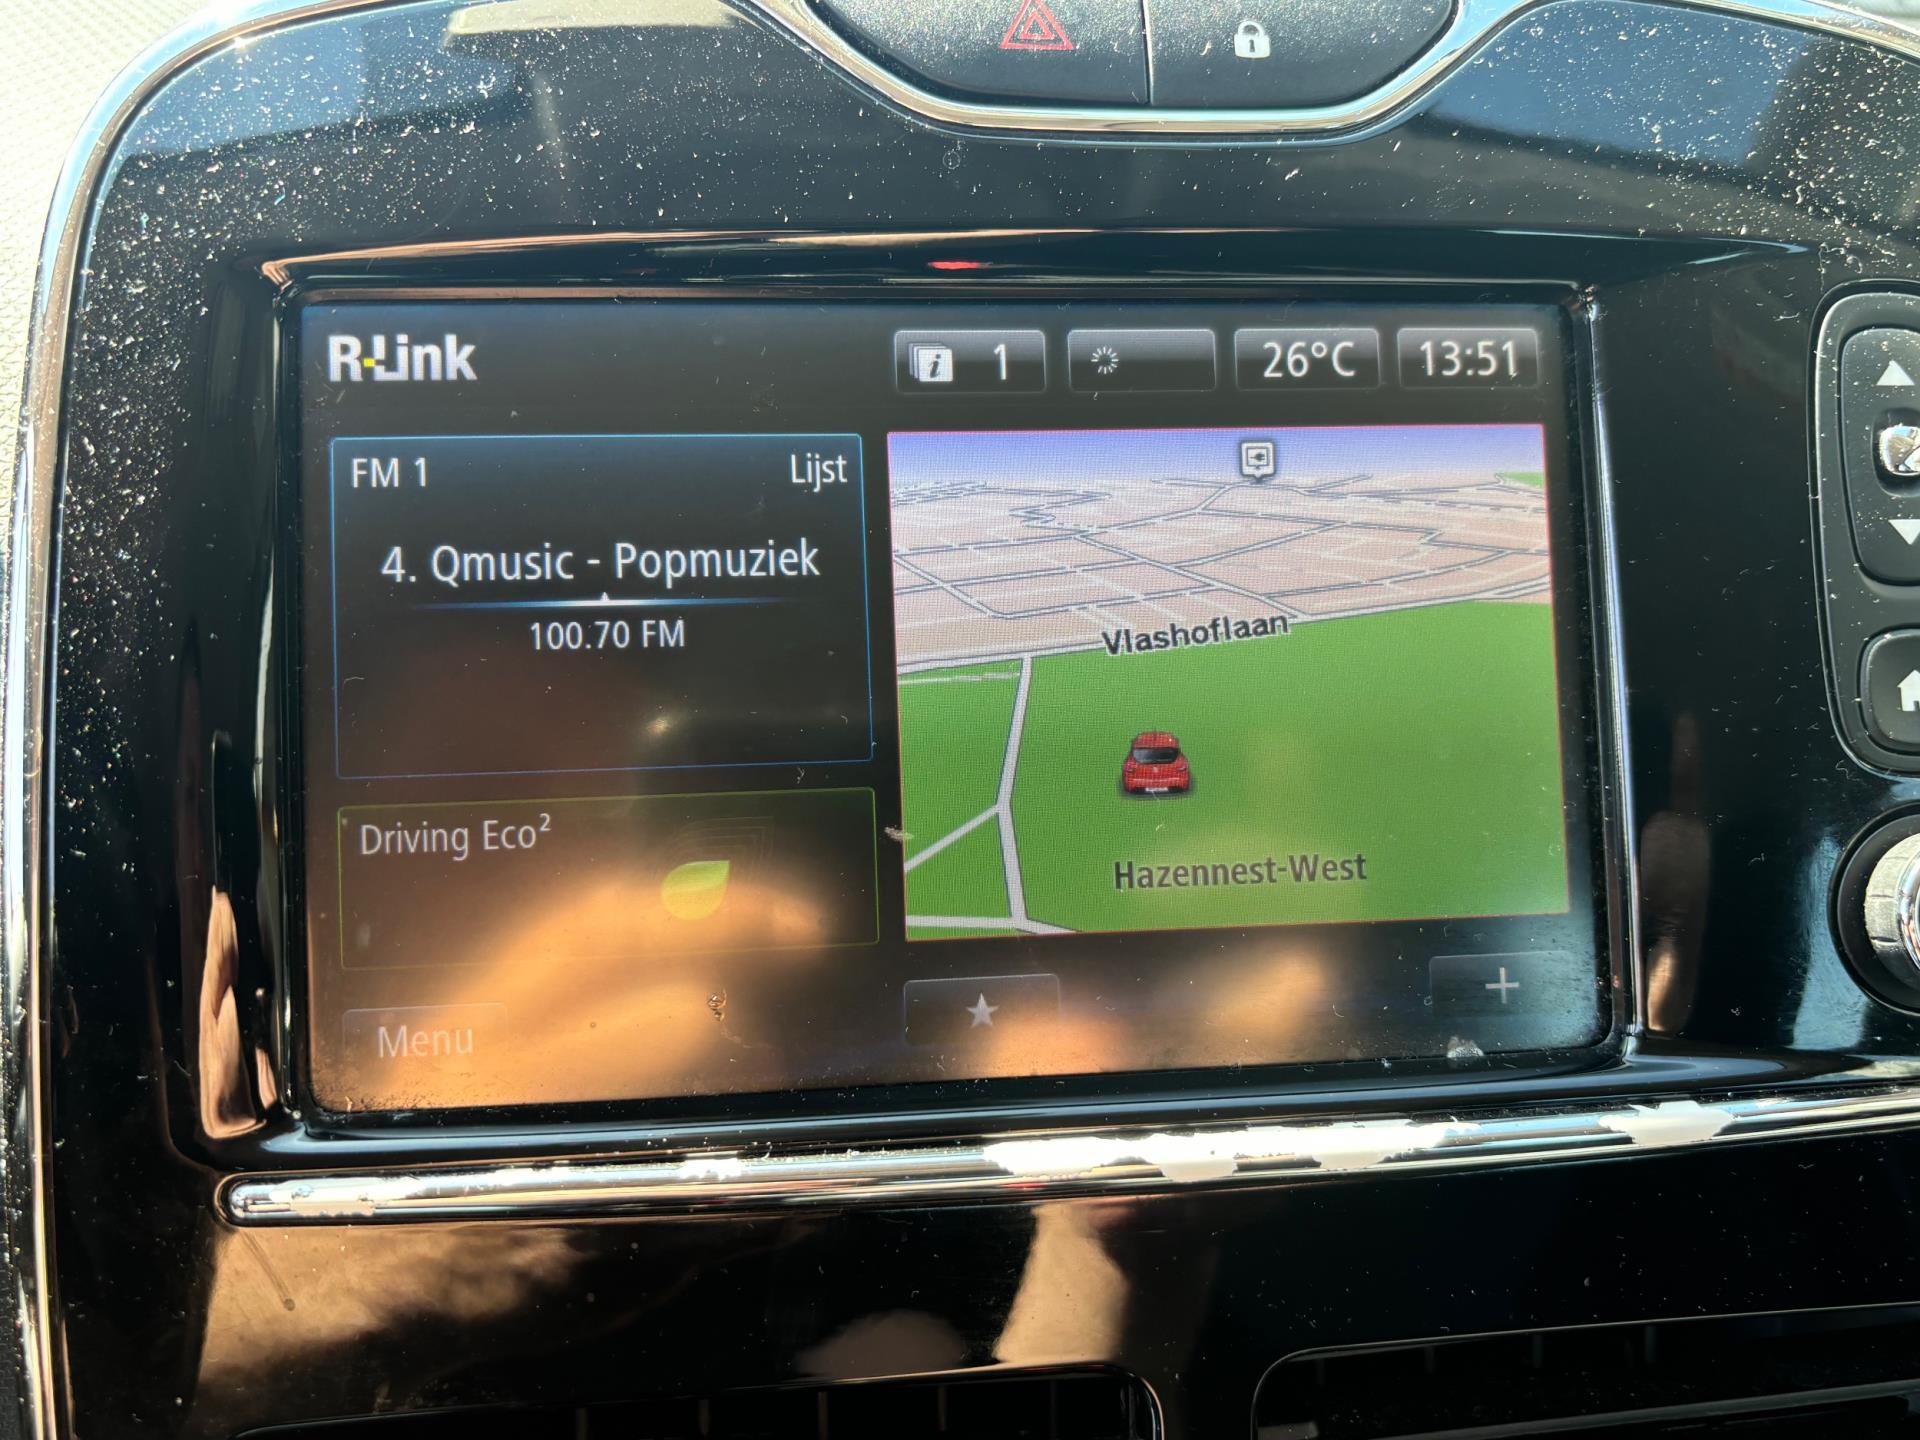 R-Link
i 1
26°C
13:51
FM 1
Lijst
4. Qmusic - Popmuziek
100.70 FM
Driving Eco²
Vlashoflaan
Hazennest-West
Menu